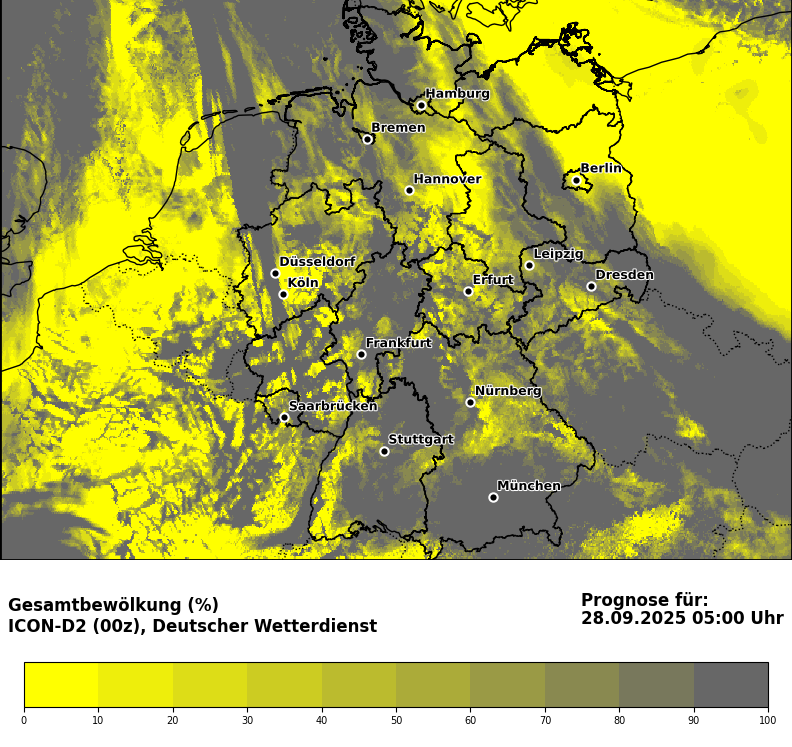 Hamburg
Bremen
Berlin
Hannover
Leipzig
Düsseldorf
Dresden
Köln
Erfurt
Frankfurt
Nürnberg
Saarbrücken
Stuttgart
München
Gesamtbewölkung (%)
ICON-D2 (00z), Deutscher Wetterdienst
Prognose für:
28.09.2025 05:00 Uhr
0 10 20 30 40 50 60 70 80 90 100